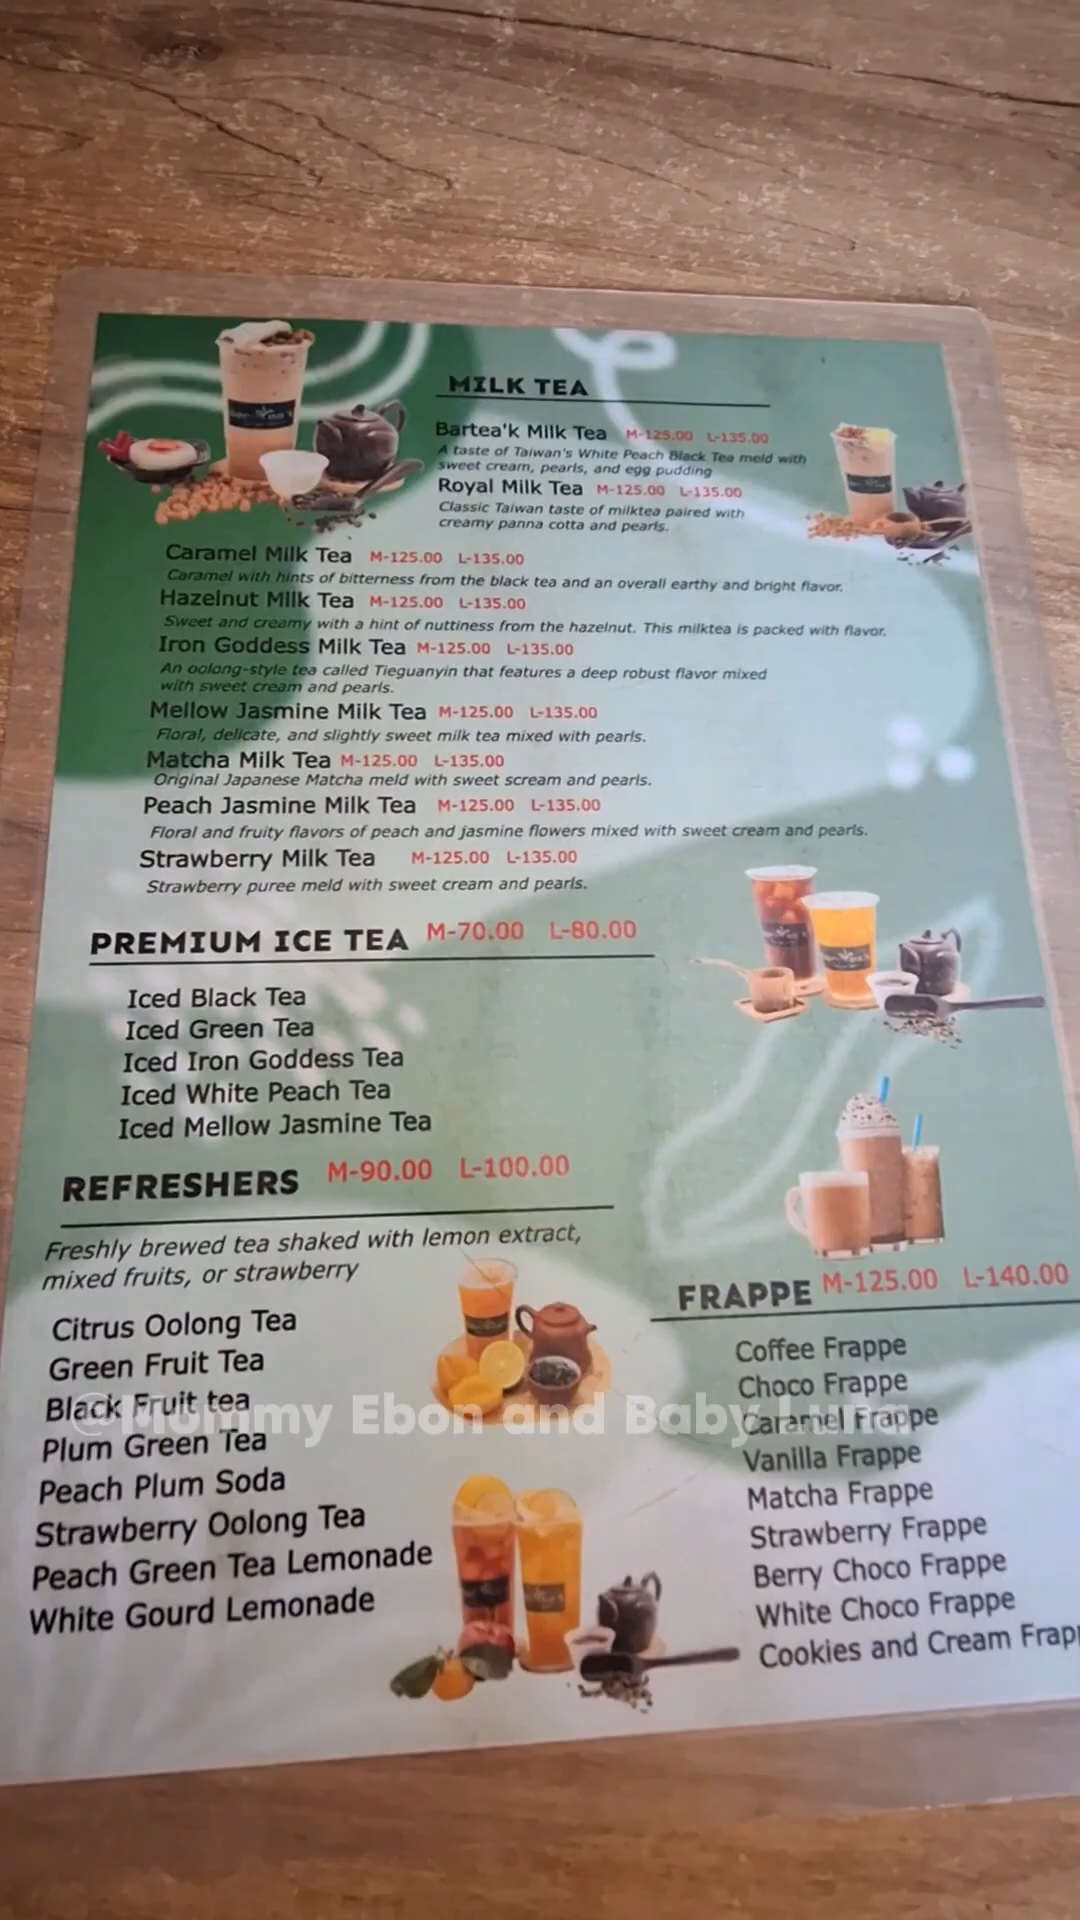 MILK TEA
Bartea'k Milk Tea M-125.00 L-135.00
A taste of Taiwan's White Peach Black Tea meld with
sweet cream, pearls, and egg pudding
Royal Milk Tea M-125.00 L-135.00
Classic Taiwan taste of milktea paired with
creamy panna cotta and pearls.
Caramel Milk Tea M-125.00 L-135.00
Caramel with hints of bitterness from the black tea and an overall earthy and bright flavor.
Hazelnut Milk Tea M-125.00 L-135.00
Sweet and creamy with a hint of nuttiness from the hazelnut. This milktea is packed with flavor.
Iron Goddess Milk Tea M-125.00 L-135.00
An oolong-style tea called Tieguanyin that features a deep robust flavor mixed
with sweet cream and pearls.
Mellow Jasmine Milk Tea M-125.00 L-135.00
Floral, delicate, and slightly sweet milk tea mixed with pearls.
Matcha Milk Tea M-125.00 L-135.00
Original Japanese Matcha meld with sweet scream and pearls.
Peach Jasmine Milk Tea M-125.00 L-135.00
Floral and fruity flavors of peach and jasmine flowers mixed with sweet cream and pearls.
Strawberry Milk Tea M-125.00 L-135.00
Strawberry puree meld with sweet cream and pearls.
PREMIUM ICE TEA M-70.00 L-80.00
Iced Black Tea
Iced Green Tea
Iced Iron Goddess Tea
Iced White Peach Tea
Iced Mellow Jasmine Tea
REFRESHERS M-90.00 L-100.00
Freshly brewed tea shaked with lemon extract,
mixed fruits, or strawberry
Citrus Oolong Tea
Green Fruit Tea
Black Fruit tea
Plum Green Tea
Peach Plum Soda
Strawberry Oolong Tea
Peach Green Tea Lemonade
White Gourd Lemonade
FRAPPE M-125.00 L-140.00
Coffee Frappe
Choco Frappe
Caramel Frappe
Vanilla Frappe
Matcha Frappe
Strawberry Frappe
Berry Choco Frappe
White Choco Frappe
Cookies and Cream Frapp
@Mommy Ebon and Baby Luna